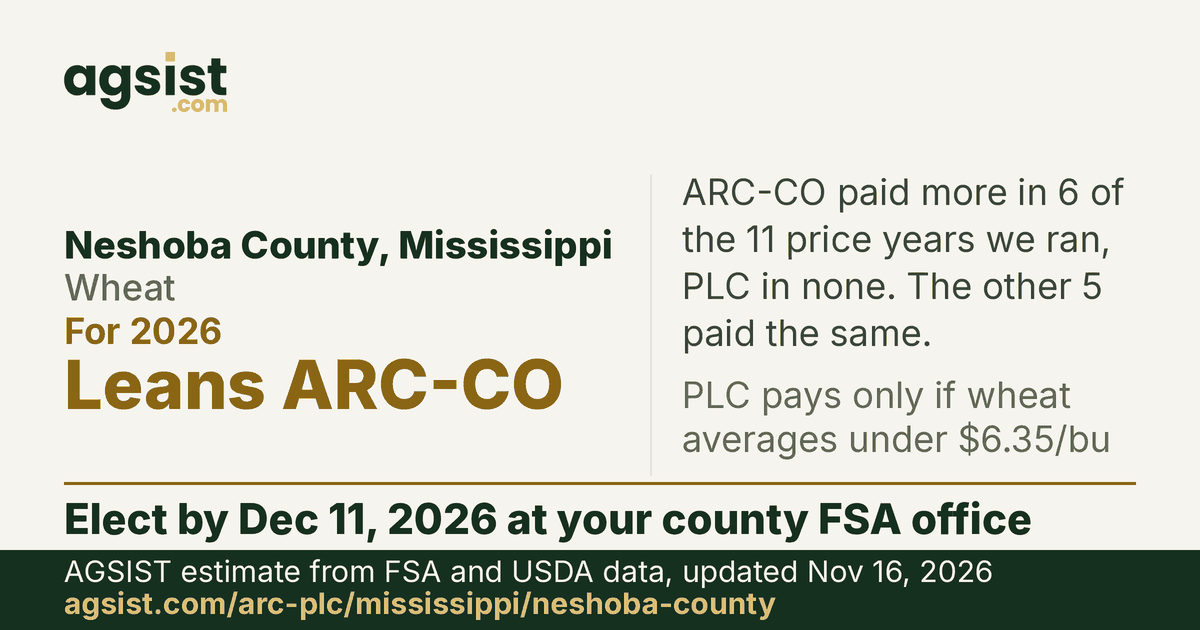 agsist
.com
Neshoba County, Mississippi
Wheat
For 2026
Leans ARC-CO
ARC-CO paid more in 6 of
the 11 price years we ran,
PLC in none. The other 5
paid the same.
PLC pays only if wheat
averages under $6.35/bu
Elect by Dec 11, 2026 at your county FSA office
AGSIST estimate from FSA and USDA data, updated Nov 16, 2026
agsist.com/arc-plc/mississippi/neshoba-county